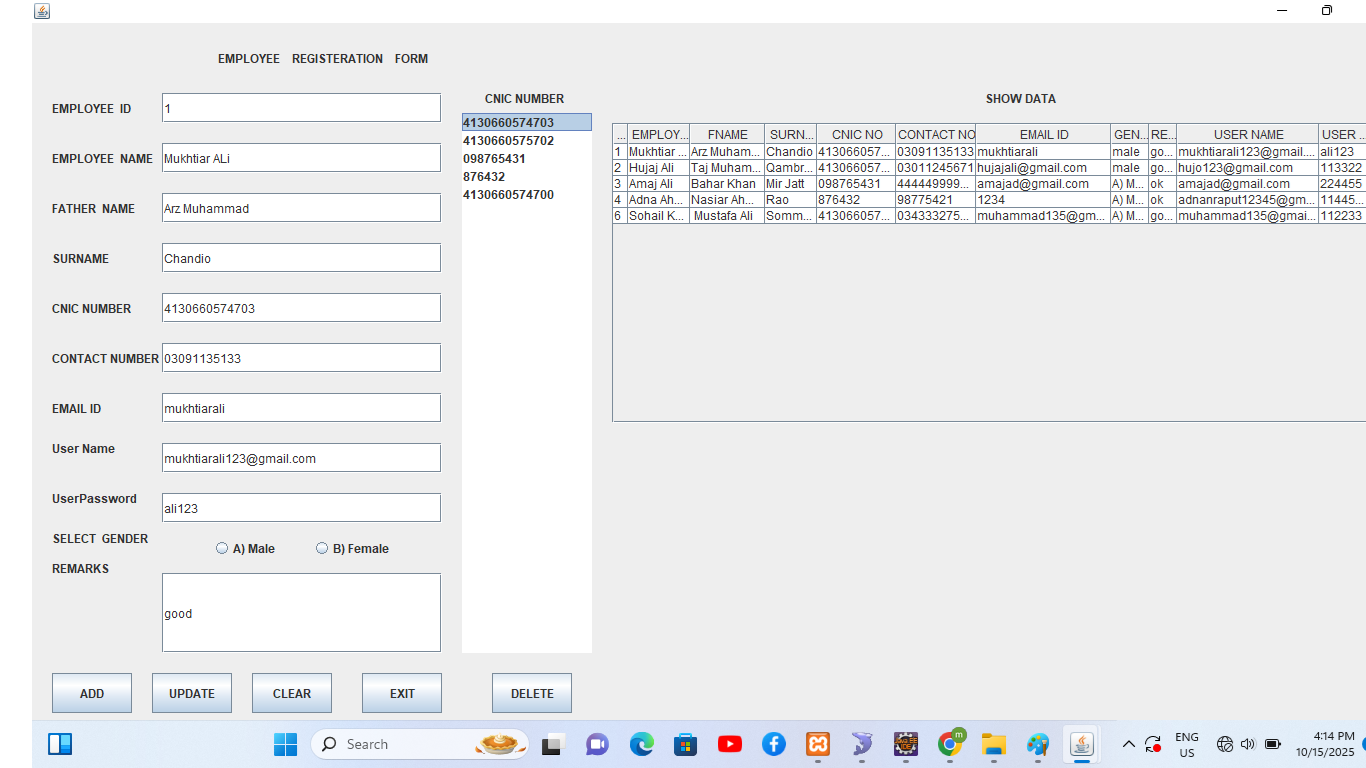 EMPLOYEE REGISTERATION FORM
EMPLOYEE ID 1
EMPLOYEE NAME Mukhtiar ALi
FATHER NAME Arz Muhammad
SURNAME Chandio
CNIC NUMBER 4130660574703
CONTACT NUMBER 03091135133
EMAIL ID mukhtiarali
User Name mukhtiarali123@gmail.com
UserPassword ali123
SELECT GENDER A) Male B) Female
REMARKS good
ADD UPDATE CLEAR EXIT DELETE
CNIC NUMBER
4130660574703
4130660575702
098765431
876432
4130660574700
SHOW DATA
... EMPLOY... FNAME SURN... CNIC NO CONTACT NO EMAIL ID GEN... RE... USER NAME USER ..
1 Mukhtiar ... Arz Muham... Chandio 413066057... 03091135133 mukhtiarali male go... mukhtiarali123@gmail.... ali123
2 Hujaj Ali Taj Muham... Qambr... 413066057... 03011245671 hujajali@gmail.com male go... hujo123@gmail.com 113322
3 Amaj Ali Bahar Khan Mir Jatt 098765431 444449999... amajad@gmail.com A) M... ok amajad@gmail.com 224455
4 Adna Ah... Nasiar Ah... Rao 876432 98775421 1234 A) M... ok adnanraput12345@gm... 11445...
6 Sohail K... Mustafa Ali Somm... 413066057... 034333275... muhammad135@gm... A) M... go... muhammad135@gmai... 112233
Search
ENG
US
4:14 PM
10/15/2025